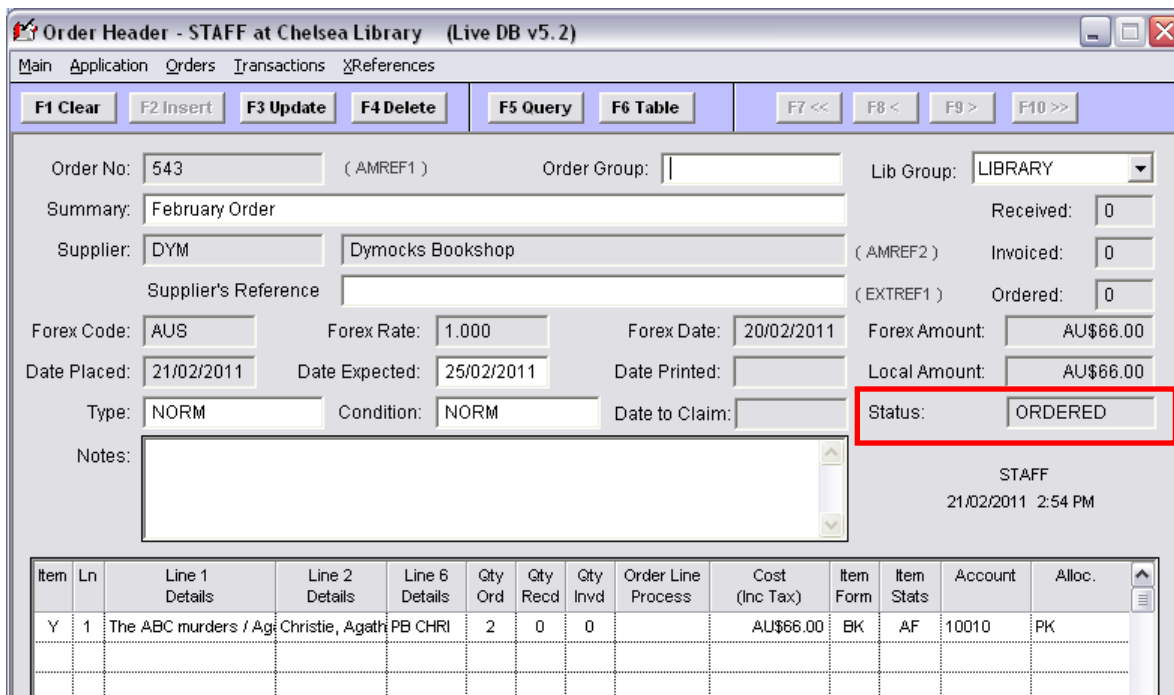 Order Header - STAFF at Chelsea Library (Live DB v5.2)
Main Application Orders Transactions XReferences
F1 Clear F2 Insert F3 Update F4 Delete F5 Query F6 Table F7 << F8 < F9 > F10 >>
Order No: 543 ( AMREF1 ) Order Group: Lib Group: LIBRARY
Summary: February Order Received: 0
Supplier: DYM Dymocks Bookshop ( AMREF2 ) Invoiced: 0
Supplier's Reference ( EXTREF1 ) Ordered: 0
Forex Code: AUS Forex Rate: 1.000 Forex Date: 20/02/2011 Forex Amount: AU$66.00
Date Placed: 21/02/2011 Date Expected: 25/02/2011 Date Printed: Local Amount: AU$66.00
Type: NORM Condition: NORM Date to Claim: Status: ORDERED
Notes:
STAFF
21/02/2011 2:54 PM
Item Ln Line 1 Line 2 Line 6 Qty Qty Qty Order Line Cost Item Item Account Alloc.
Details Details Details Ord Recd Invd Process (Inc Tax) Form Stats
Y 1 The ABC murders / Ag Christie, Agath PB CHRI 2 0 0 AU$66.00 BK AF 10010 PK